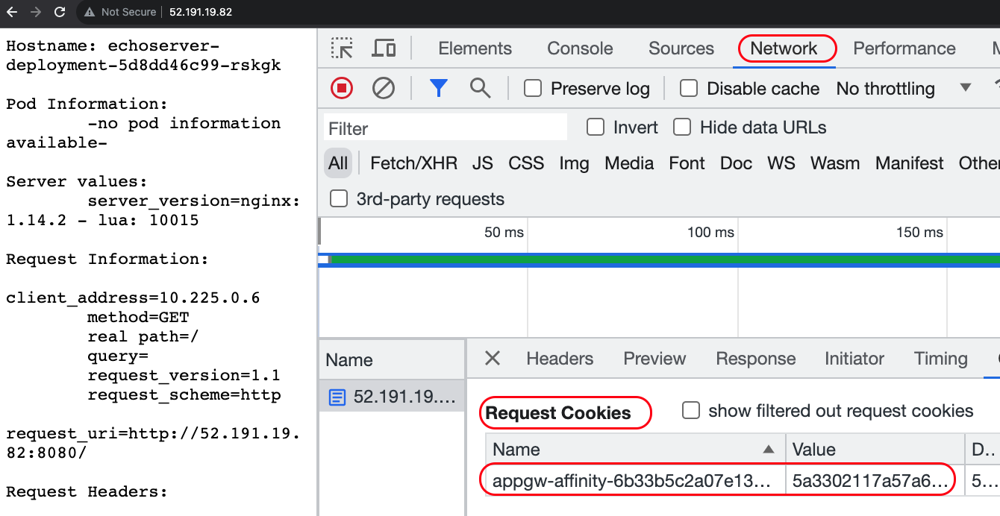 Not Secure 52.191.19.82
Hostname: echoserver-
deployment-5d8dd46c99-rskgk
Pod Information:
-no pod information
available-
Server values:
server_version=nginx:
1.14.2 - lua: 10015
Request Information:
client_address=10.225.0.6
method=GET
real path=/
query=
request_version=1.1
request_scheme=http
request_uri=http://52.191.19.
82:8080/
Request Headers:
Elements Console Sources Network Performance
Preserve log Disable cache No throttling
Filter Invert Hide data URLs
All Fetch/XHR JS CSS Img Media Font Doc WS Wasm Manifest Other
3rd-party requests
50 ms 100 ms 150 ms
Name
52.191.19....
Headers Preview Response Initiator Timing
Request Cookies show filtered out request cookies
Name Value D..
appgw-affinity-6b33b5c2a07e13... 5a3302117a57a6... 5...